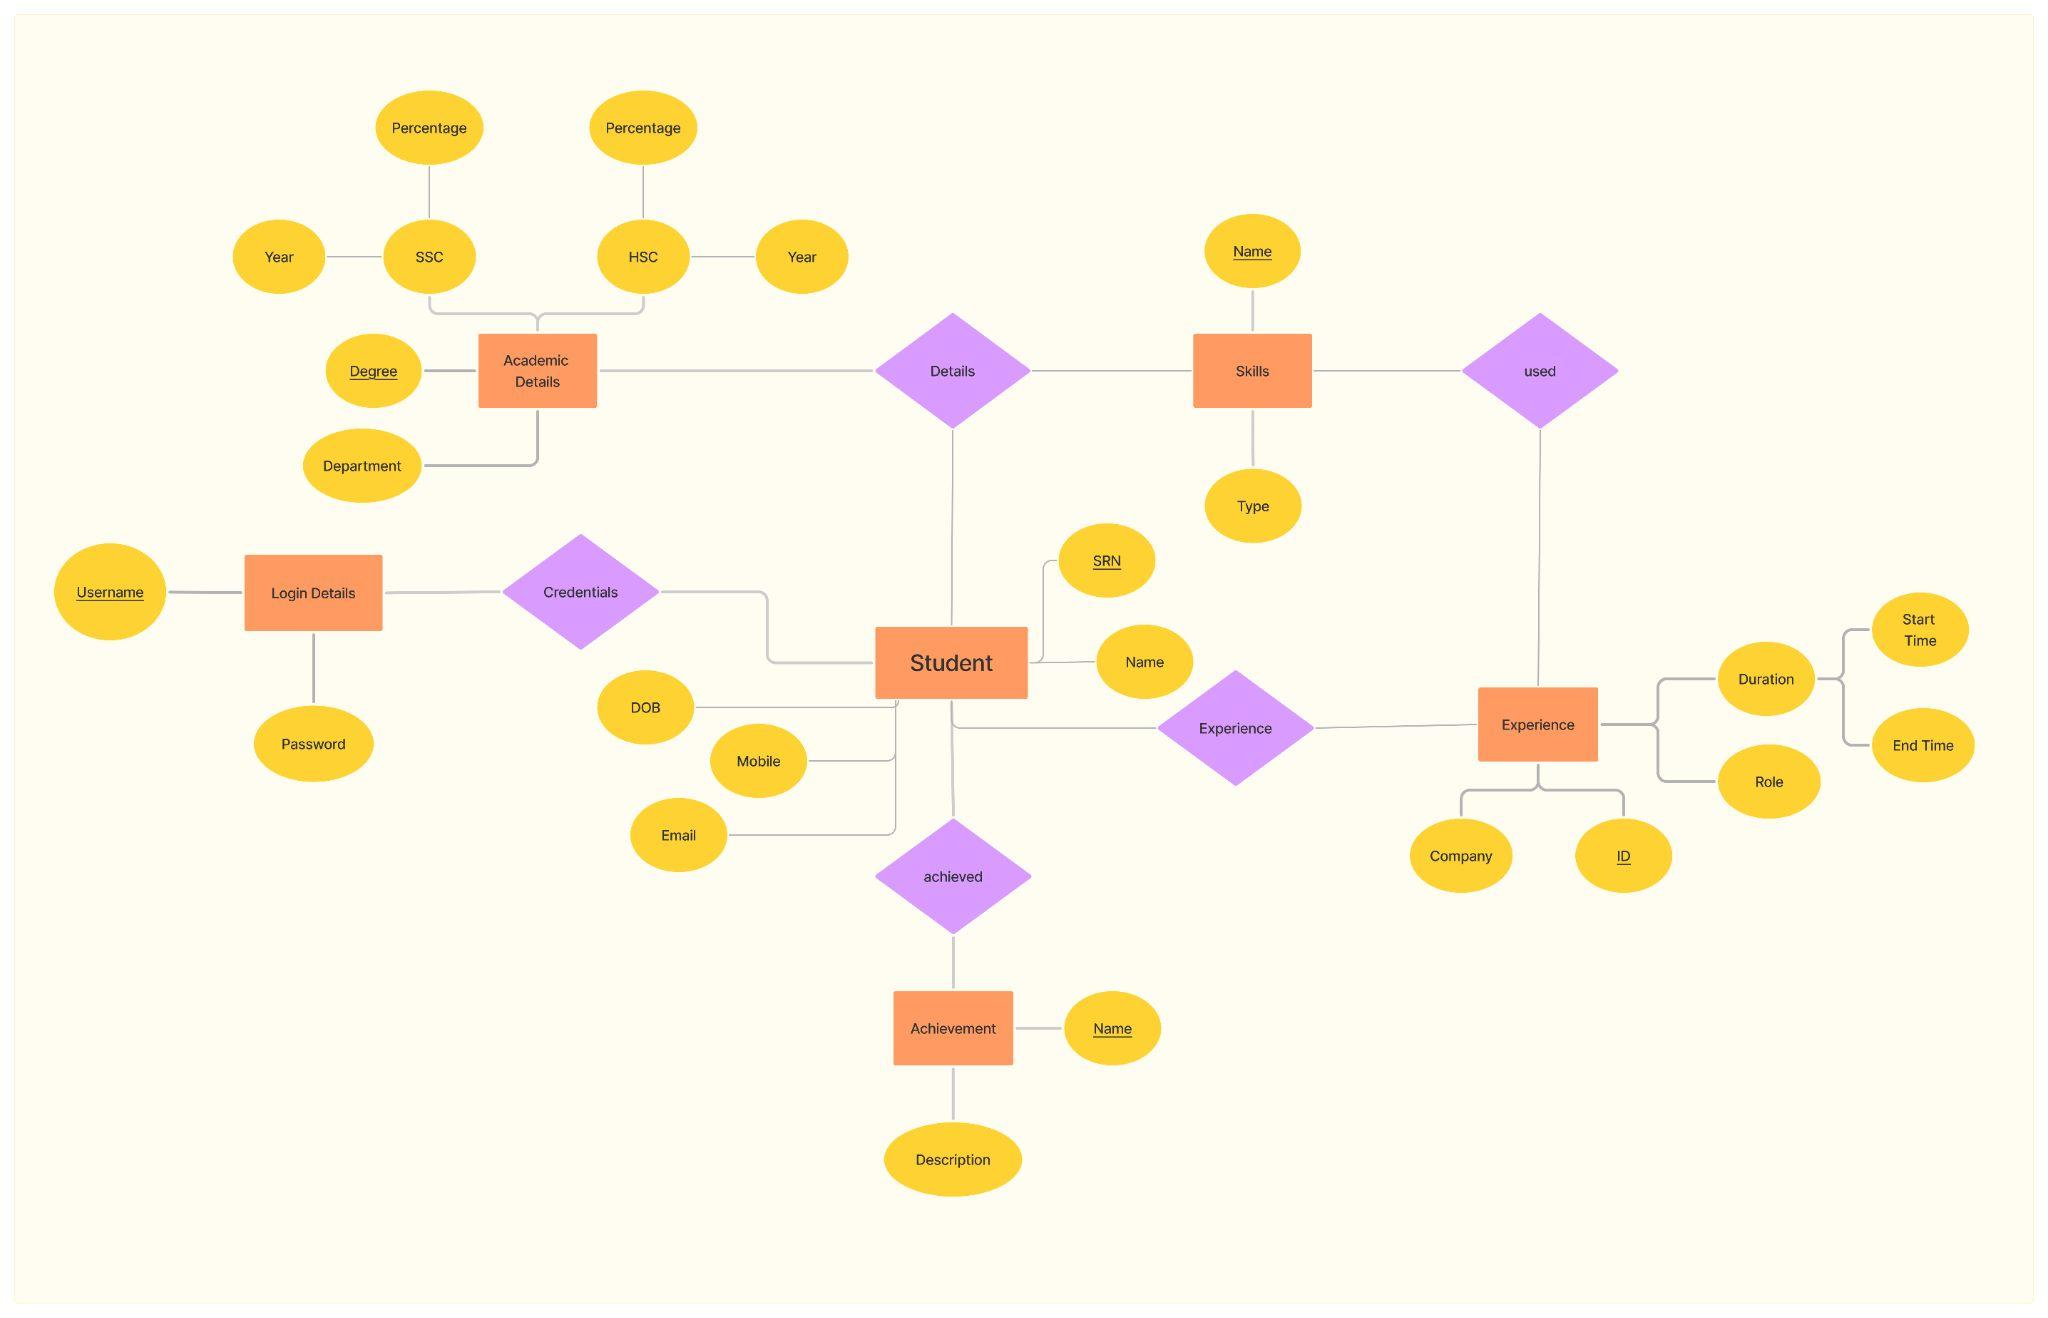 Percentage
Percentage
Year
SSC
HSC
Year
Name
Degree
Academic
Details
Details
Skills
used
Department
Type
SRN
Username
Login Details
Credentials
Start
Time
Student
Name
Duration
DOB
Experience
Experience
Password
Mobile
End Time
Role
Email
Company
ID
achieved
Achievement
Name
Description